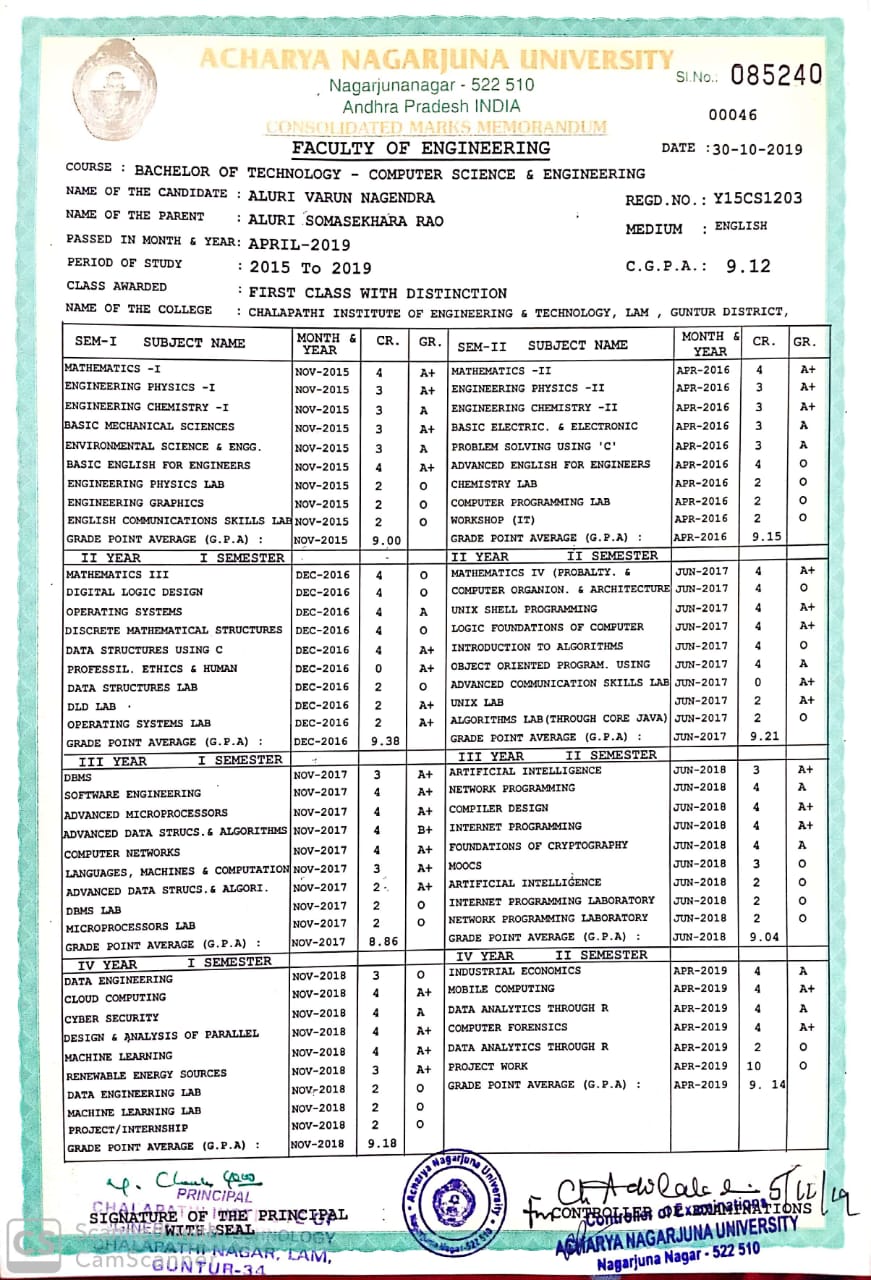 ACHARYA NAGARJUNA UNIVERSITY
Nagarjunanagar - 522 510
Andhra Pradesh INDIA
CONSOLIDATED MARKS MEMORANDUM
Sl.No.: 085240
00046
FACULTY OF ENGINEERING
DATE :30-10-2019
COURSE : BACHELOR OF TECHNOLOGY - COMPUTER SCIENCE & ENGINEERING
NAME OF THE CANDIDATE : ALURI VARUN NAGENDRA REGD.NO.: Y15CS1203
NAME OF THE PARENT : ALURI SOMASEKHARA RAO MEDIUM : ENGLISH
PASSED IN MONTH & YEAR: APRIL-2019
PERIOD OF STUDY : 2015 To 2019 C.G.P.A.: 9.12
CLASS AWARDED : FIRST CLASS WITH DISTINCTION
NAME OF THE COLLEGE : CHALAPATHI INSTITUTE OF ENGINEERING & TECHNOLOGY, LAM , GUNTUR DISTRICT,
SEM-I SUBJECT NAME MONTH & YEAR CR. GR. SEM-II SUBJECT NAME MONTH & YEAR CR. GR.
MATHEMATICS -I NOV-2015 4 A+ MATHEMATICS -II APR-2016 4 A+
ENGINEERING PHYSICS -I NOV-2015 3 A+ ENGINEERING PHYSICS -II APR-2016 3 A+
ENGINEERING CHEMISTRY -I NOV-2015 3 A ENGINEERING CHEMISTRY -II APR-2016 3 A+
BASIC MECHANICAL SCIENCES NOV-2015 3 A+ BASIC ELECTRIC. & ELECTRONIC APR-2016 3 A
ENVIRONMENTAL SCIENCE & ENGG. NOV-2015 3 A PROBLEM SOLVING USING 'C' APR-2016 3 A
BASIC ENGLISH FOR ENGINEERS NOV-2015 4 A+ ADVANCED ENGLISH FOR ENGINEERS APR-2016 4 O
ENGINEERING PHYSICS LAB NOV-2015 2 O CHEMISTRY LAB APR-2016 2 O
ENGINEERING GRAPHICS NOV-2015 2 O COMPUTER PROGRAMMING LAB APR-2016 2 O
ENGLISH COMMUNICATIONS SKILLS LAB NOV-2015 2 O WORKSHOP (IT) APR-2016 2 O
GRADE POINT AVERAGE (G.P.A) : NOV-2015 9.00 GRADE POINT AVERAGE (G.P.A) : APR-2016 9.15
II YEAR I SEMESTER II YEAR II SEMESTER
MATHEMATICS III DEC-2016 4 O MATHEMATICS IV (PROBALTY. & JUN-2017 4 A+
DIGITAL LOGIC DESIGN DEC-2016 4 O COMPUTER ORGANION. & ARCHITECTURE JUN-2017 4 O
OPERATING SYSTEMS DEC-2016 4 A UNIX SHELL PROGRAMMING JUN-2017 4 A+
DISCRETE MATHEMATICAL STRUCTURES DEC-2016 4 O LOGIC FOUNDATIONS OF COMPUTER JUN-2017 4 A+
DATA STRUCTURES USING C DEC-2016 4 A+ INTRODUCTION TO ALGORITHMS JUN-2017 4 O
PROFESSIL. ETHICS & HUMAN DEC-2016 0 A+ OBJECT ORIENTED PROGRAM. USING JUN-2017 4 A
DATA STRUCTURES LAB DEC-2016 2 O ADVANCED COMMUNICATION SKILLS LAB JUN-2017 0 A+
DLD LAB DEC-2016 2 A+ UNIX LAB JUN-2017 2 A+
OPERATING SYSTEMS LAB DEC-2016 2 A+ ALGORITHMS LAB(THROUGH CORE JAVA) JUN-2017 2 O
GRADE POINT AVERAGE (G.P.A) : DEC-2016 9.38 GRADE POINT AVERAGE (G.P.A) : JUN-2017 9.21
III YEAR I SEMESTER III YEAR II SEMESTER
DBMS NOV-2017 3 A+ ARTIFICIAL INTELLIGENCE JUN-2018 3 A+
SOFTWARE ENGINEERING NOV-2017 4 A+ NETWORK PROGRAMMING JUN-2018 4 A
ADVANCED MICROPROCESSORS NOV-2017 4 A+ COMPILER DESIGN JUN-2018 4 A+
ADVANCED DATA STRUCS.& ALGORITHMS NOV-2017 4 B+ INTERNET PROGRAMMING JUN-2018 4 A+
COMPUTER NETWORKS NOV-2017 4 A+ FOUNDATIONS OF CRYPTOGRAPHY JUN-2018 4 A
LANGUAGES, MACHINES & COMPUTATION NOV-2017 3 A+ MOOCS JUN-2018 3 O
ADVANCED DATA STRUCS.& ALGORI. NOV-2017 2 A+ ARTIFICIAL INTELLIGENCE JUN-2018 2 O
DBMS LAB NOV-2017 2 O INTERNET PROGRAMMING LABORATORY JUN-2018 2 O
MICROPROCESSORS LAB NOV-2017 2 O NETWORK PROGRAMMING LABORATORY JUN-2018 2 O
GRADE POINT AVERAGE (G.P.A) : NOV-2017 8.86 GRADE POINT AVERAGE (G.P.A) : JUN-2018 9.04
IV YEAR I SEMESTER IV YEAR II SEMESTER
DATA ENGINEERING NOV-2018 3 O INDUSTRIAL ECONOMICS APR-2019 4 A
CLOUD COMPUTING NOV-2018 4 A+ MOBILE COMPUTING APR-2019 4 A+
CYBER SECURITY NOV-2018 4 A DATA ANALYTICS THROUGH R APR-2019 4 A
DESIGN & ANALYSIS OF PARALLEL NOV-2018 4 A+ COMPUTER FORENSICS APR-2019 4 A+
MACHINE LEARNING NOV-2018 4 A+ DATA ANALYTICS THROUGH R APR-2019 2 O
RENEWABLE ENERGY SOURCES NOV-2018 3 A+ PROJECT WORK APR-2019 10 O
DATA ENGINEERING LAB NOV-2018 2 O GRADE POINT AVERAGE (G.P.A) : APR-2019 9. 14
MACHINE LEARNING LAB NOV-2018 2 O
PROJECT/INTERNSHIP NOV-2018 2 O
GRADE POINT AVERAGE (G.P.A) : NOV-2018 9.18
PRINCIPAL
SIGNATURE OF THE PRINCIPAL
WITH SEAL
CHALAPATHI NAGAR, LAM,
GUNTUR-34
Acharya Nagarjuna University
Nagarjuna Nagar-522 510
5/11/19
for CONTROLLER OF EXAMINATIONS
Controller of Examinations
ACHARYA NAGARJUNA UNIVERSITY
Nagarjuna Nagar - 522 510
CS
CamScanner